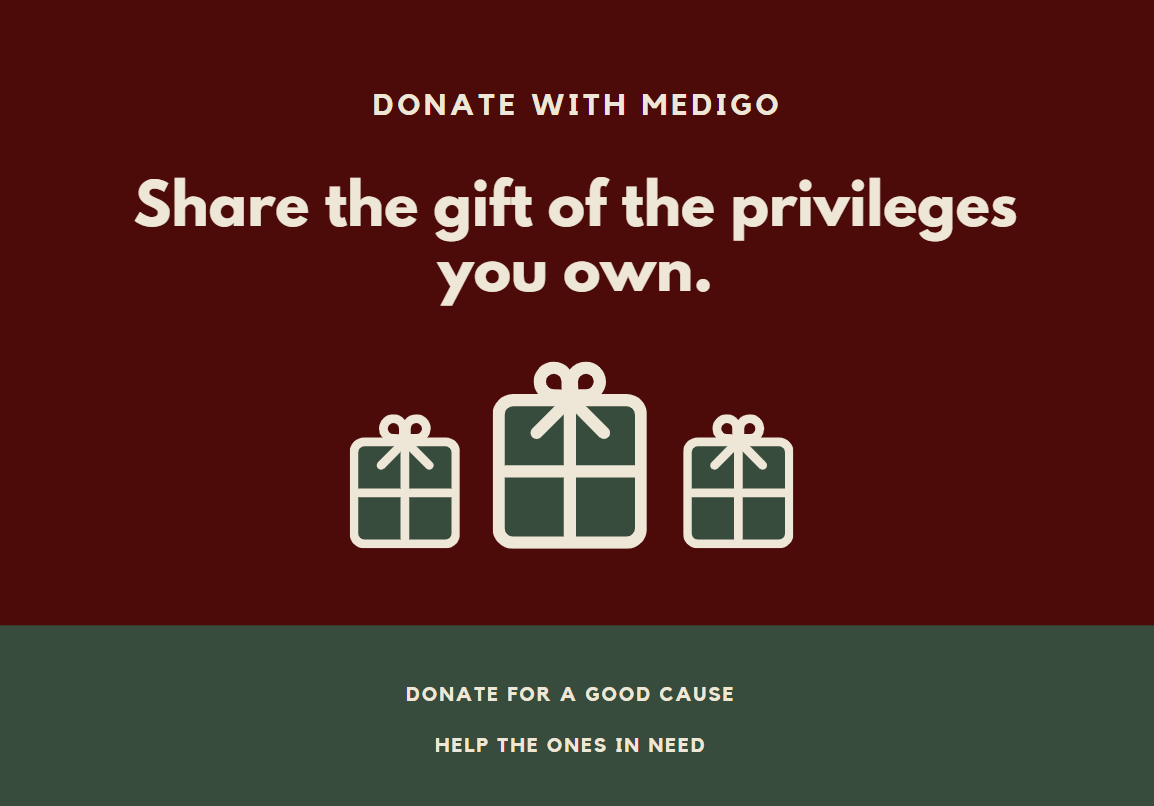 DONATE WITH MEDIGO
Share the gift of the privileges
you own.
DONATE FOR A GOOD CAUSE
HELP THE ONES IN NEED